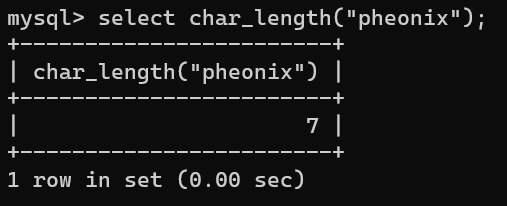 mysql> select char_length("pheonix");
+------------------------+
| char_length("pheonix") |
+------------------------+
|                      7 |
+------------------------+
1 row in set (0.00 sec)